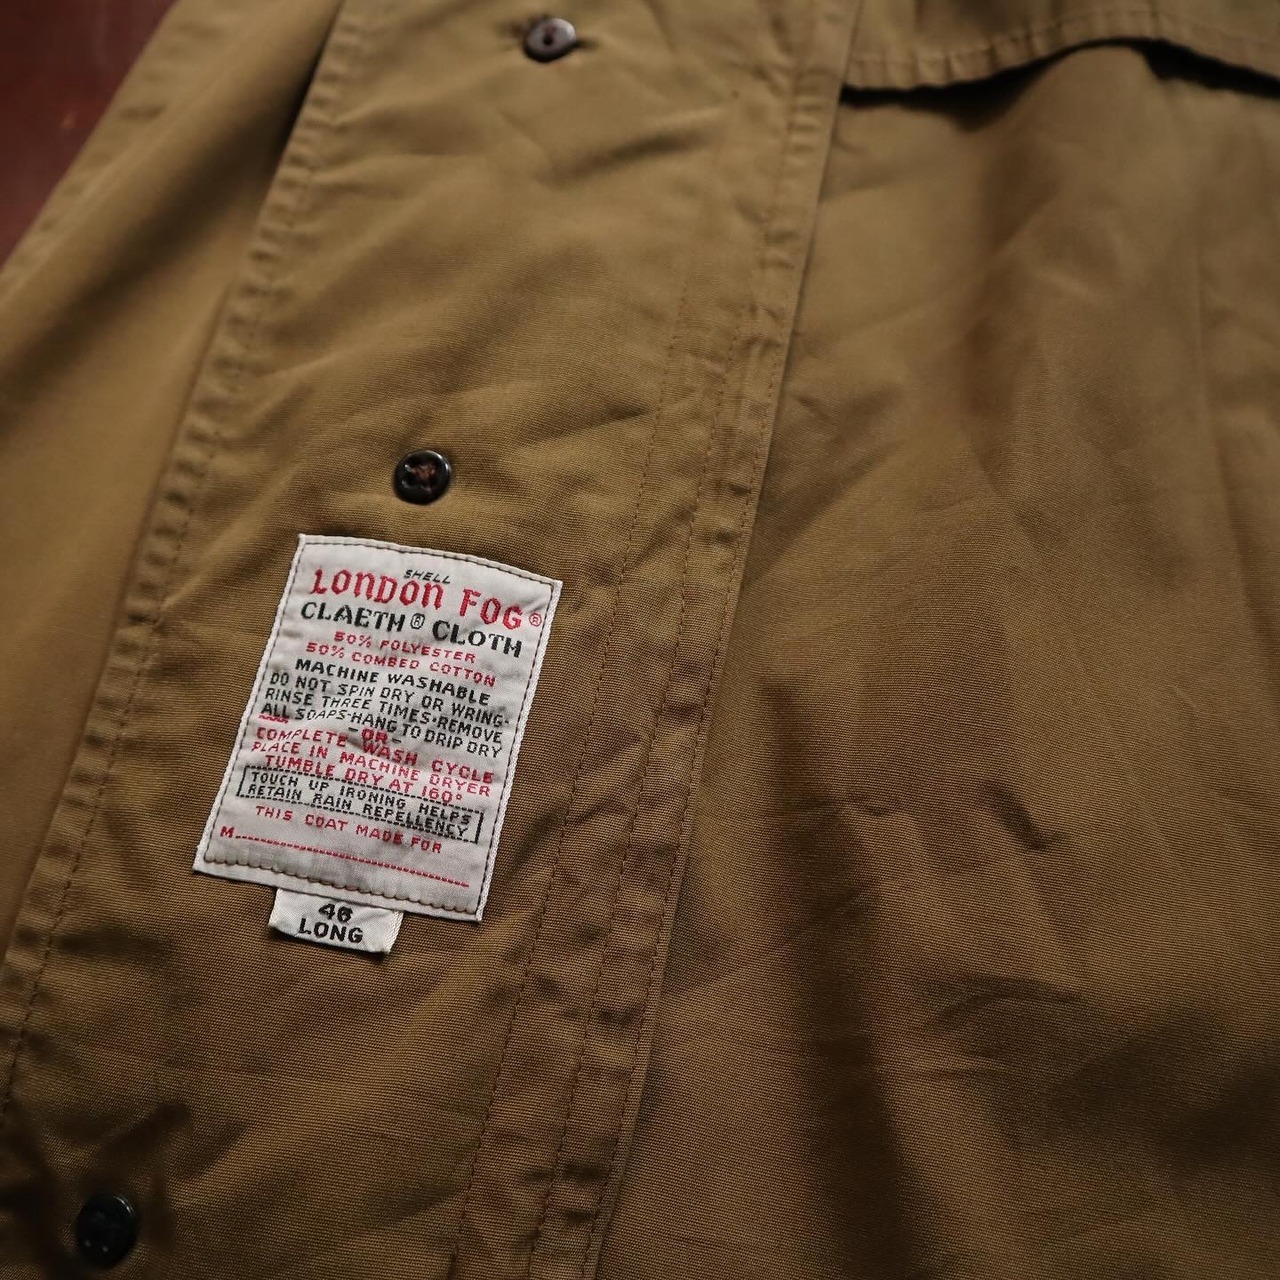 SHELL
LONDON FOG®
CLAETH® CLOTH
50% POLYESTER
50% COMBED COTTON
MACHINE WASHABLE
DO NOT SPIN DRY OR WRING·
RINSE THREE TIMES·REMOVE
ALL SOAPS-HANG TO DRIP DRY
-OR-
COMPLETE WASH CYCLE
PLACE IN MACHINE DRYER
TUMBLE DRY AT 160°
TOUCH UP IRONING HELPS
RETAIN RAIN REPELLENCY
THIS COAT MADE FOR
M
46
LONG